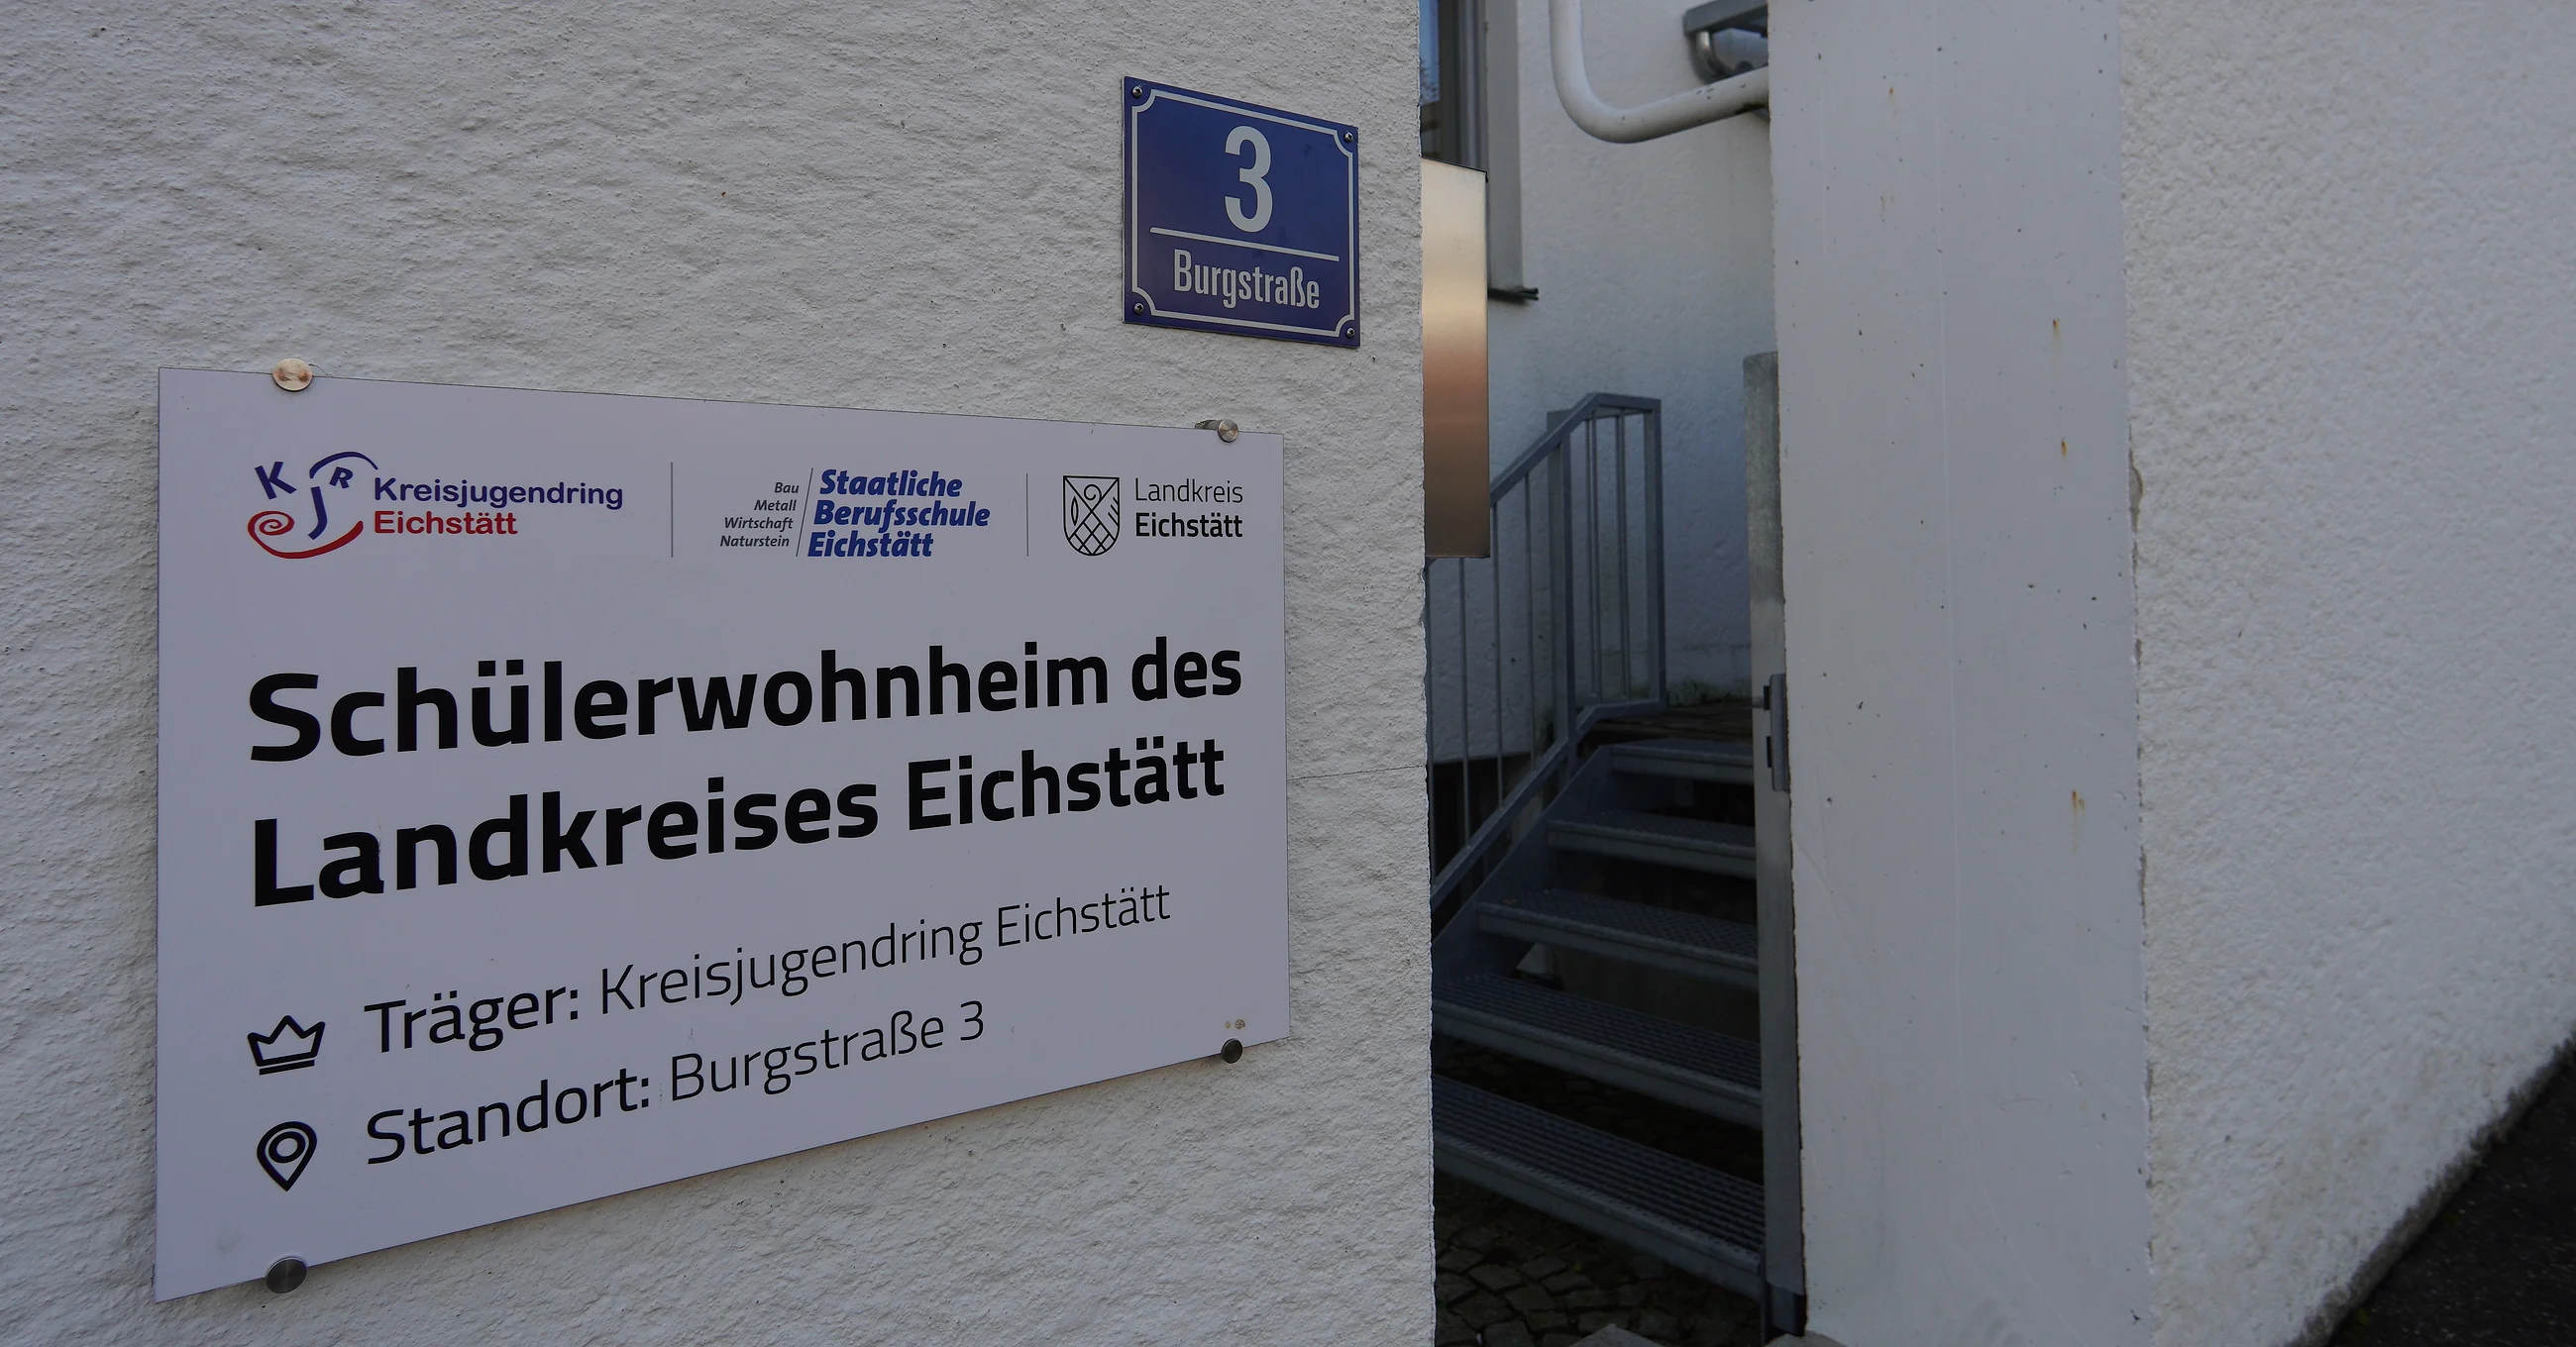 3
Burgstraße
K J R
Kreisjugendring
Eichstätt
Bau
Metall
Wirtschaft
Naturstein
Staatliche
Berufsschule
Eichstätt
Landkreis
Eichstätt
Schülerwohnheim des
Landkreises Eichstätt
Träger: Kreisjugendring Eichstätt
Standort: Burgstraße 3